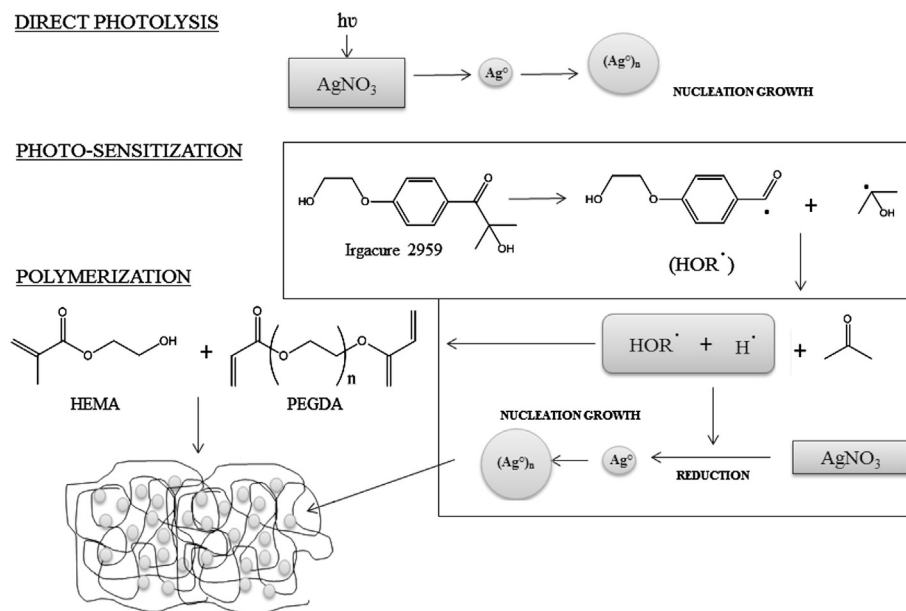 DIRECT PHOTOLYSIS
hυ
AgNO3
Ag°
(Ag°)n
NUCLEATION GROWTH
PHOTO-SENSITIZATION
HO
O
O
OH
Irgacure 2959
HO
O
O
•
+
•
OH
(HOR•)
POLYMERIZATION
O
O
OH
HEMA
+
O
O
O
n
PEGDA
HOR• + H•
+
O
NUCLEATION GROWTH
(Ag°)n
Ag°
REDUCTION
AgNO3